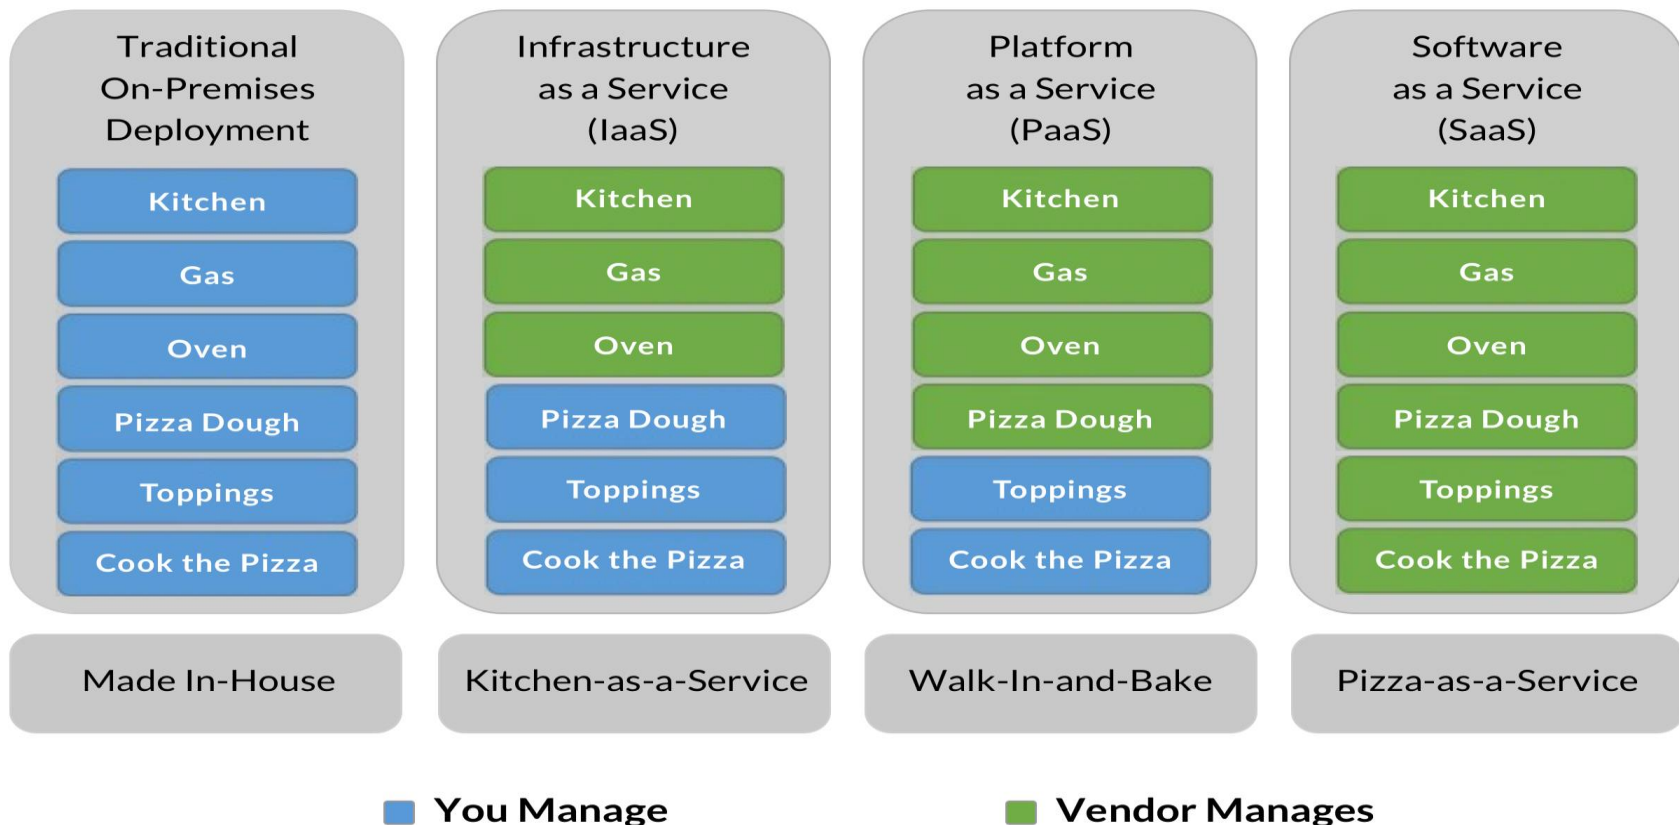 Traditional
On-Premises
Deployment
Kitchen
Gas
Oven
Pizza Dough
Toppings
Cook the Pizza
Made In-House
Infrastructure
as a Service
(IaaS)
Kitchen
Gas
Oven
Pizza Dough
Toppings
Cook the Pizza
Kitchen-as-a-Service
Platform
as a Service
(PaaS)
Kitchen
Gas
Oven
Pizza Dough
Toppings
Cook the Pizza
Walk-In-and-Bake
Software
as a Service
(SaaS)
Kitchen
Gas
Oven
Pizza Dough
Toppings
Cook the Pizza
Pizza-as-a-Service
You Manage
Vendor Manages